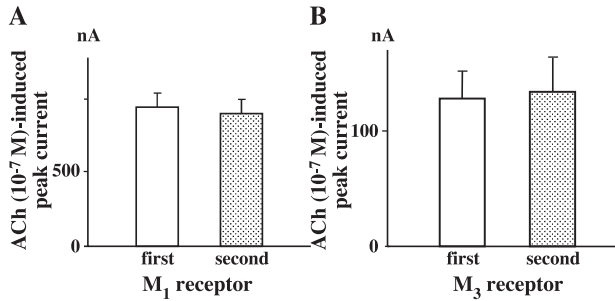 A
nA
ACh (10-7 M)-induced
peak current
500
0
first second
M1 receptor
B
nA
ACh (10-7 M)-induced
peak current
100
0
first second
M3 receptor